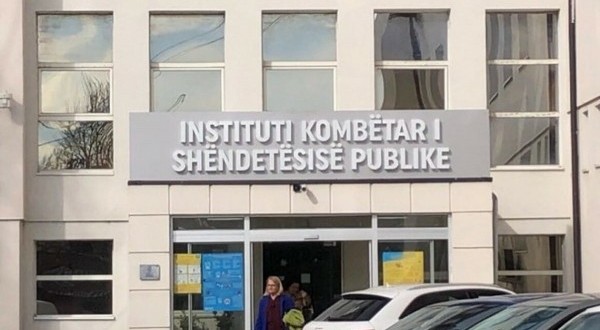 INSTITUTI KOMBËTAR I
SHËNDETËSISË PUBLIKE